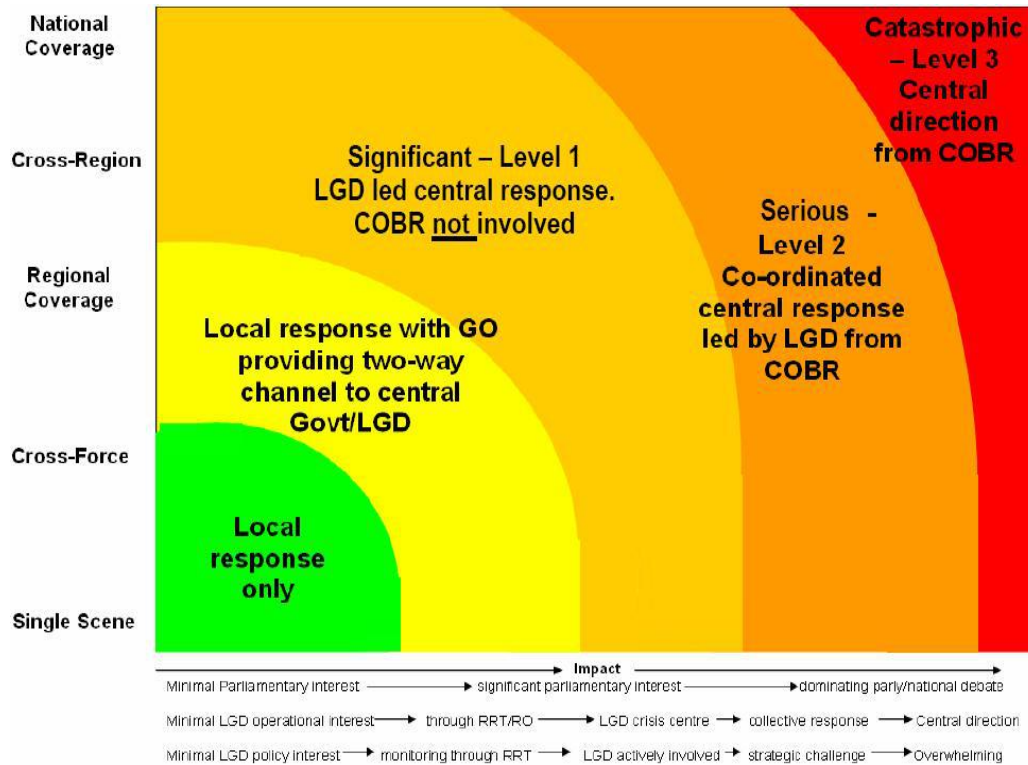 National
Coverage
Cross-Region
Regional
Coverage
Cross-Force
Single Scene
Catastrophic
– Level 3
Central
direction
from COBR
Significant – Level 1
LGD led central response.
COBR not involved
Serious -
Level 2
Co-ordinated
central response
led by LGD from
COBR
Local response with GO
providing two-way
channel to central
Govt/LGD
Local
response
only
Impact
Minimal Parliamentary interest significant parliamentary interest dominating parly/national debate
Minimal LGD operational interest through RRT/RO LGD crisis centre collective response Central direction
Minimal LGD policy interest monitoring through RRT LGD actively involved strategic challenge Overwhelming